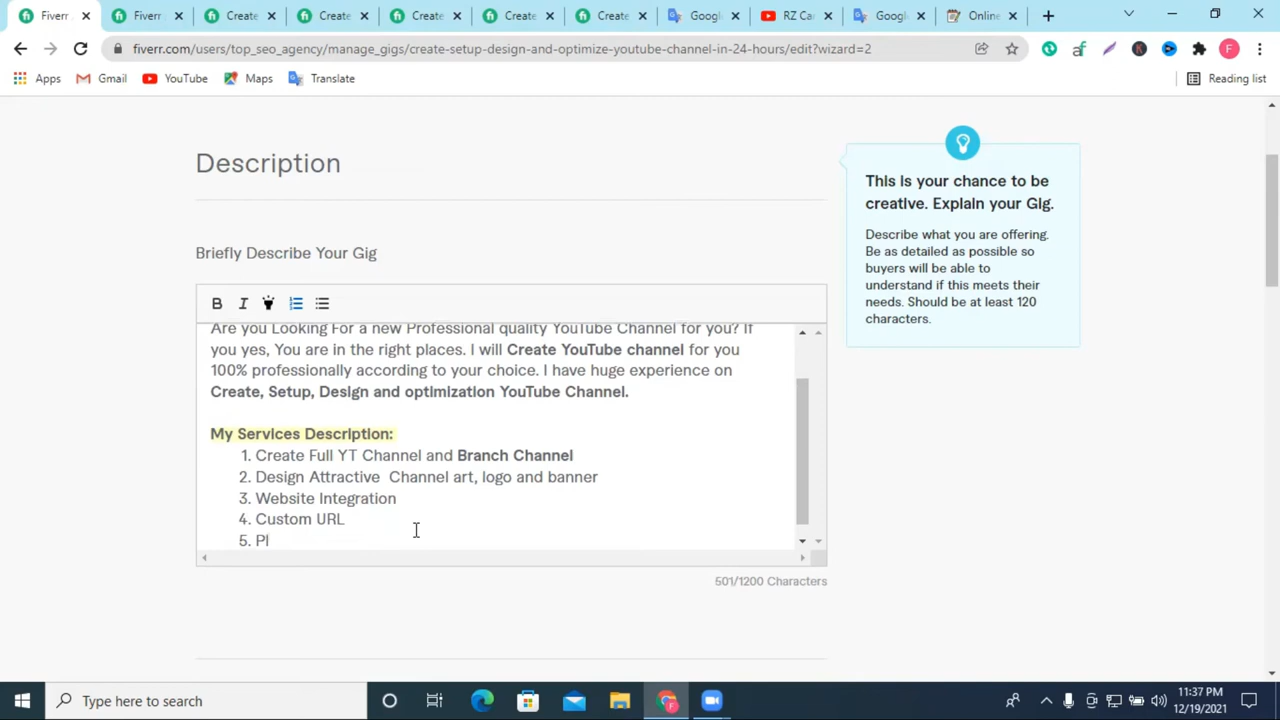 Fiverr
Fiverr
Create
Create
Create
Create
Create
Googl
RZ Car
Googl
Online
fiverr.com/users/top_seo_agency/manage_gigs/create-setup-design-and-optimize-youtube-channel-in-24-hours/edit?wizard=2
Apps
Gmail
YouTube
Maps
Translate
Reading list
Description
This is your chance to be
creative. Explain your Gig.
Describe what you are offering.
Be as detailed as possible so
buyers will be able to
understand if this meets their
needs. Should be at least 120
characters.
Briefly Describe Your Gig
B I
Are you Looking For a new Professional quality YouTube Channel for you? If
you yes, You are in the right places. I will Create YouTube channel for you
100% professionally according to your choice. I have huge experience on
Create, Setup, Design and optimization YouTube Channel.
My Services Description:
1. Create Full YT Channel and Branch Channel
2. Design Attractive Channel art, logo and banner
3. Website Integration
4. Custom URL
5. Pl
501/1200 Characters
Type here to search
11:37 PM
12/19/2021